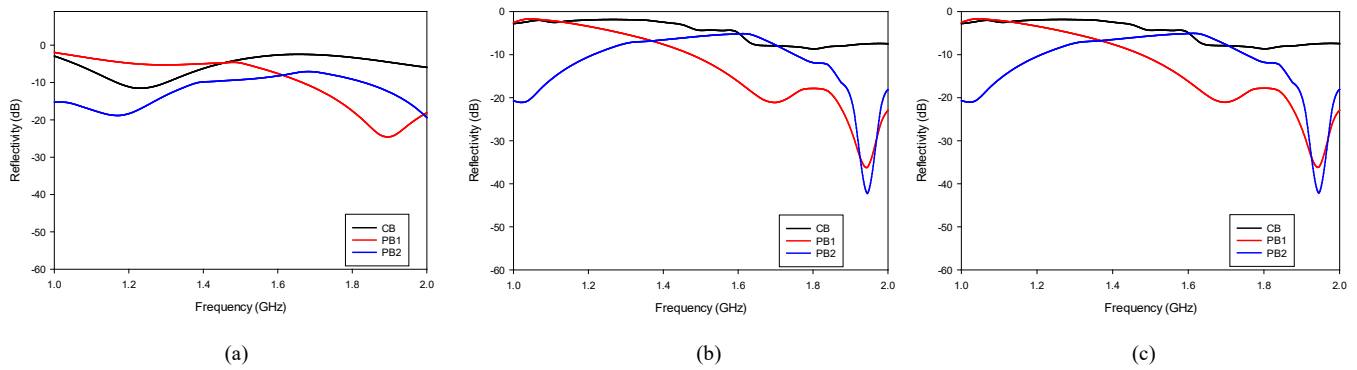 0
-10
-20
-30
-40
-50
-60
Reflectivity (dB)
1.0 1.2 1.4 1.6 1.8 2.0
Frequency (GHz)
CB
PB1
PB2
(a)
0
-10
-20
-30
-40
-50
-60
Reflectivity (dB)
1.0 1.2 1.4 1.6 1.8 2.0
Frequency (GHz)
CB
PB1
PB2
(b)
0
-10
-20
-30
-40
-50
-60
Reflectivity (dB)
1.0 1.2 1.4 1.6 1.8 2.0
Frequency (GHz)
CB
PB1
PB2
(c)